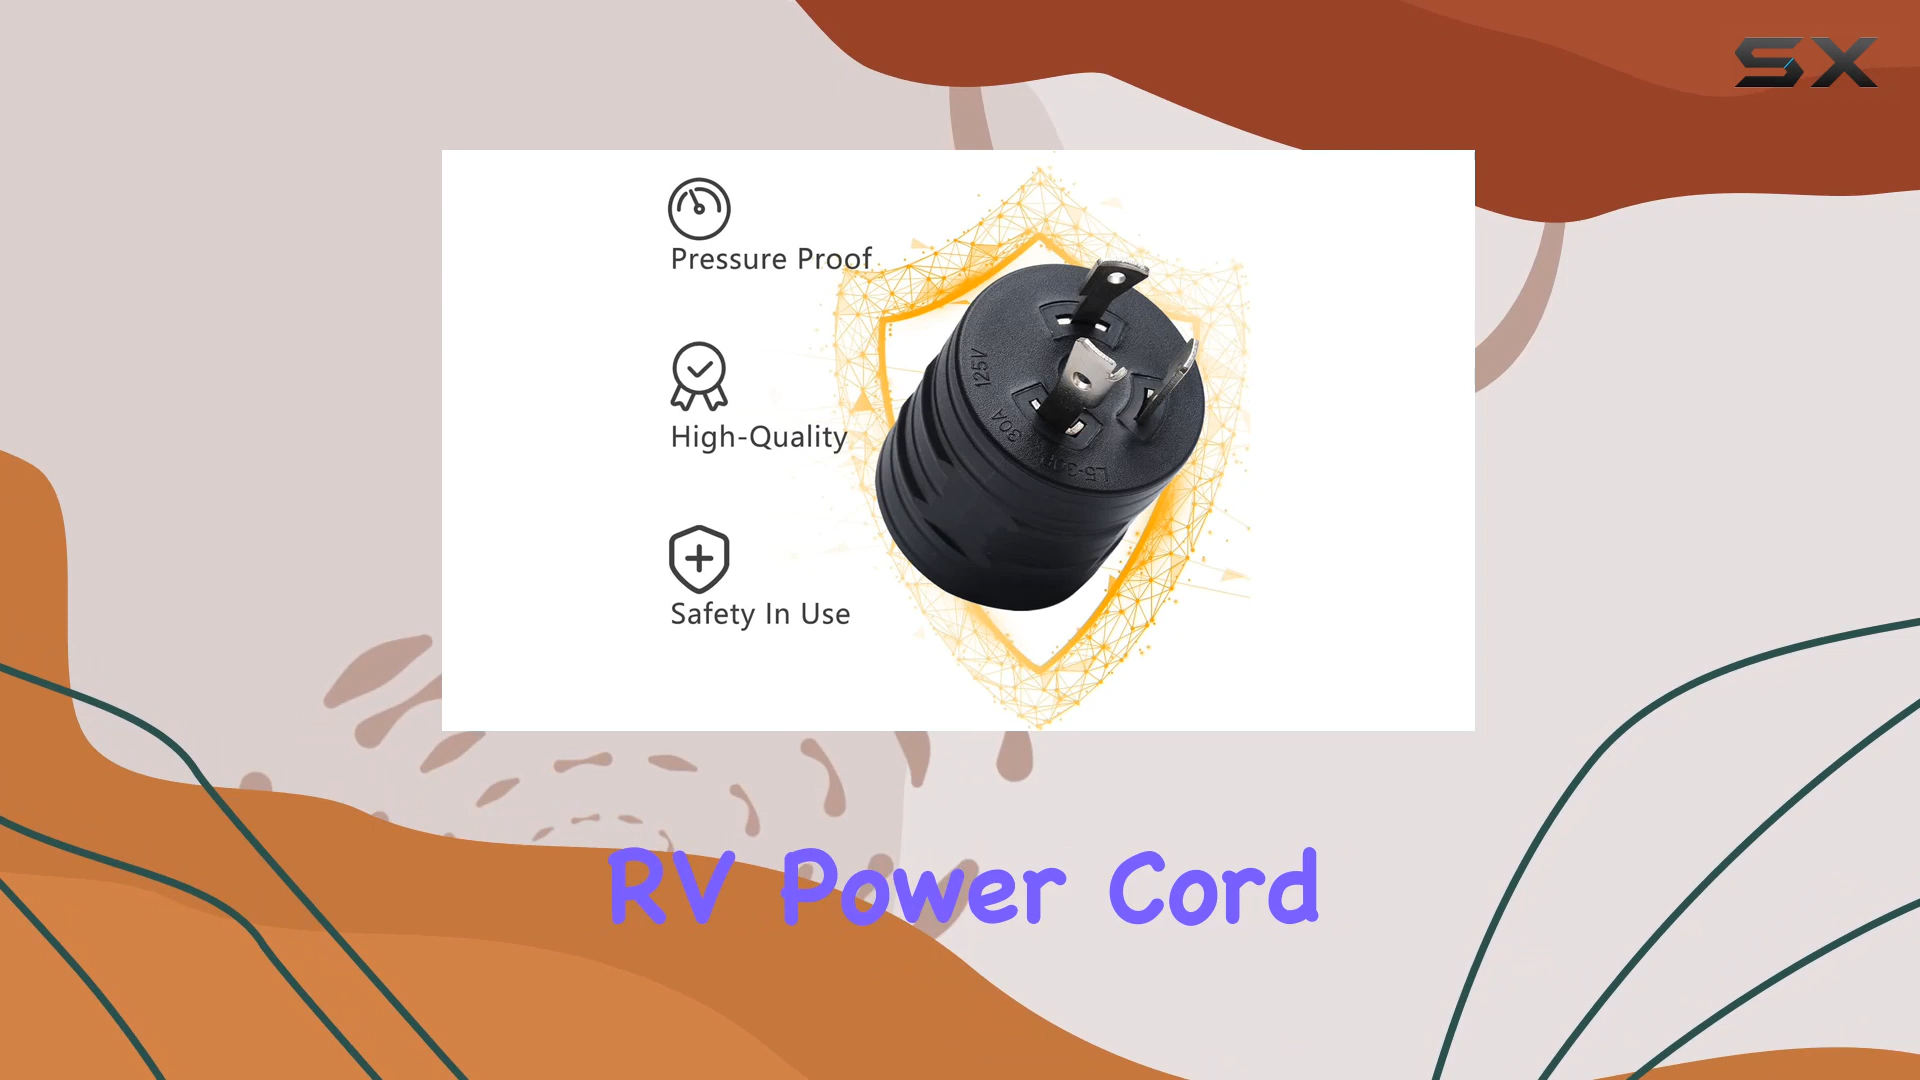 SX
Pressure Proof
125V
30A
High-Quality
Safety In Use
RV Power Cord